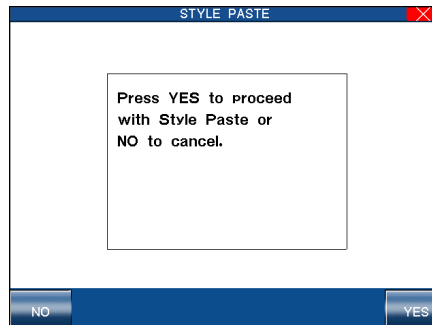 STYLE PASTE
Press YES to proceed
with Style Paste or
NO to cancel.
NO
YES